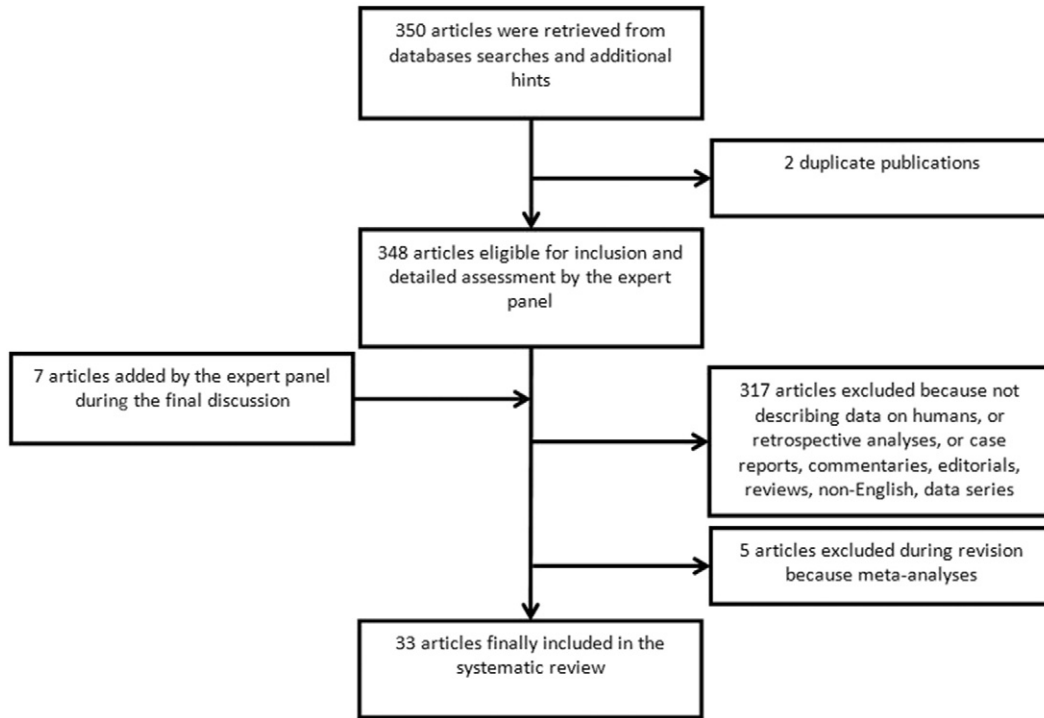 350 articles were retrieved from
databases searches and additional
hints
2 duplicate publications
348 articles eligible for inclusion and
detailed assessment by the expert
panel
7 articles added by the expert panel
during the final discussion
317 articles excluded because not
describing data on humans, or
retrospective analyses, or case
reports, commentaries, editorials,
reviews, non-English, data series
5 articles excluded during revision
because meta-analyses
33 articles finally included in the
systematic review